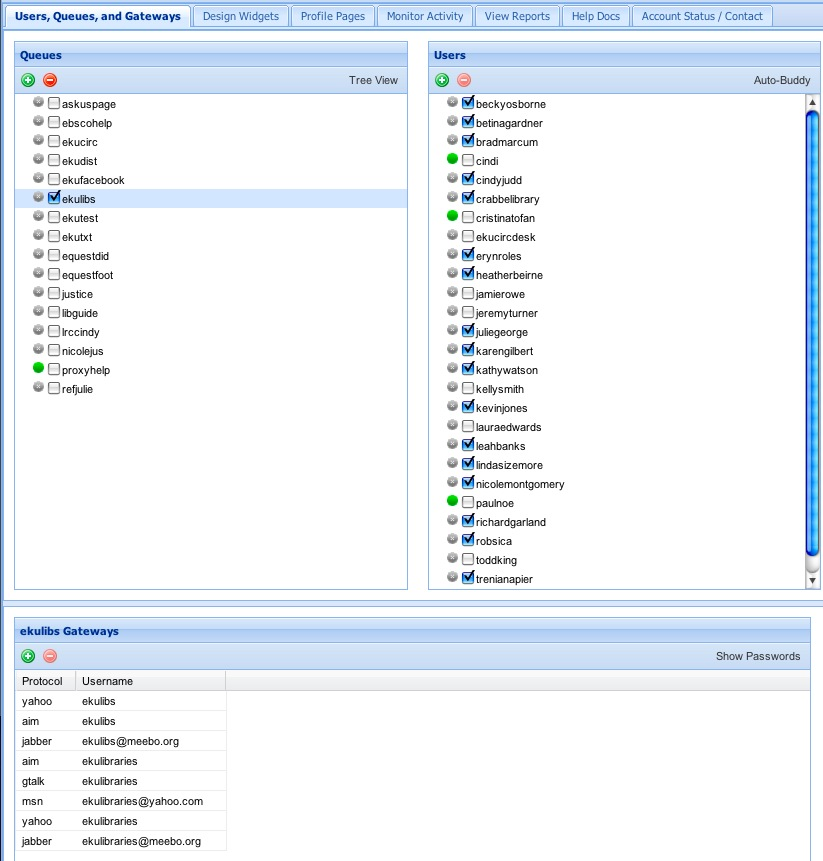 Users, Queues, and Gateways Design Widgets Profile Pages Monitor Activity View Reports Help Docs Account Status / Contact
Queues
Tree View
askuspage
ebscohelp
ekucirc
ekudist
ekufacebook
ekulibs
ekutest
ekutxt
equestdid
equestfoot
justice
libguide
lrccindy
nicolejus
proxyhelp
refjulie
Users
Auto-Buddy
beckyosborne
betinagardner
bradmarcum
cindi
cindyjudd
crabbelibrary
cristinatofan
ekucircdesk
erynroles
heatherbeirne
jamierowe
jeremyturner
juliegeorge
karengilbert
kathywatson
kellysmith
kevinjones
lauraedwards
leahbanks
lindasizemore
nicolemontgomery
paulnoe
richardgarland
robsica
toddking
trenianapier
ekulibs Gateways
Show Passwords
Protocol Username
yahoo ekulibs
aim ekulibs
jabber ekulibs@meebo.org
aim ekulibraries
gtalk ekulibraries
msn ekulibraries@yahoo.com
yahoo ekulibraries
jabber ekulibraries@meebo.org